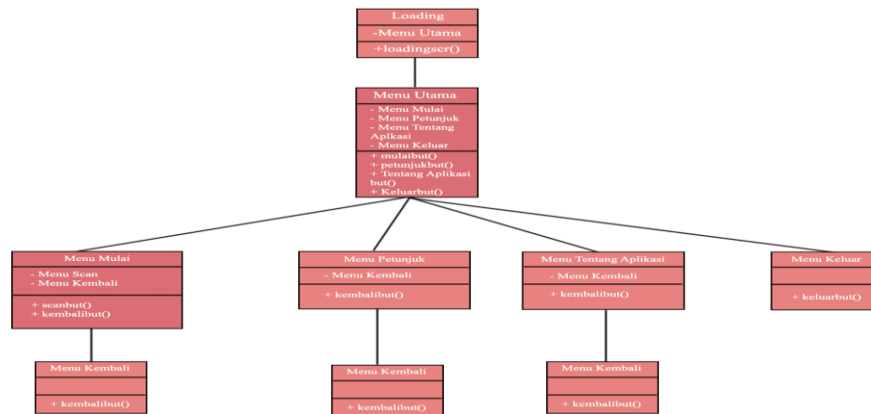 Loading
-Menu Utama
+loadingscr()
Menu Utama
- Menu Mulai
- Menu Petunjuk
- Menu Tentang
Aplkasi
- Menu Keluar
+ mulaibut()
+ petunjukbut()
+ Tentang Aplikasi
but()
+ Keluarbut()
Menu Mulai
- Menu Scan
- Menu Kembali
+ scanbut()
+ kembalibut()
Menu Petunjuk
- Menu Kembali
+ kembalibut()
Menu Tentang Aplikasi
- Menu Kembali
+ kembalibut()
Menu Keluar
+ keluarbut()
Menu Kembali
+ kembalibut()
Menu Kembali
+ kembalibut()
Menu Kembali
+ kembalibut()